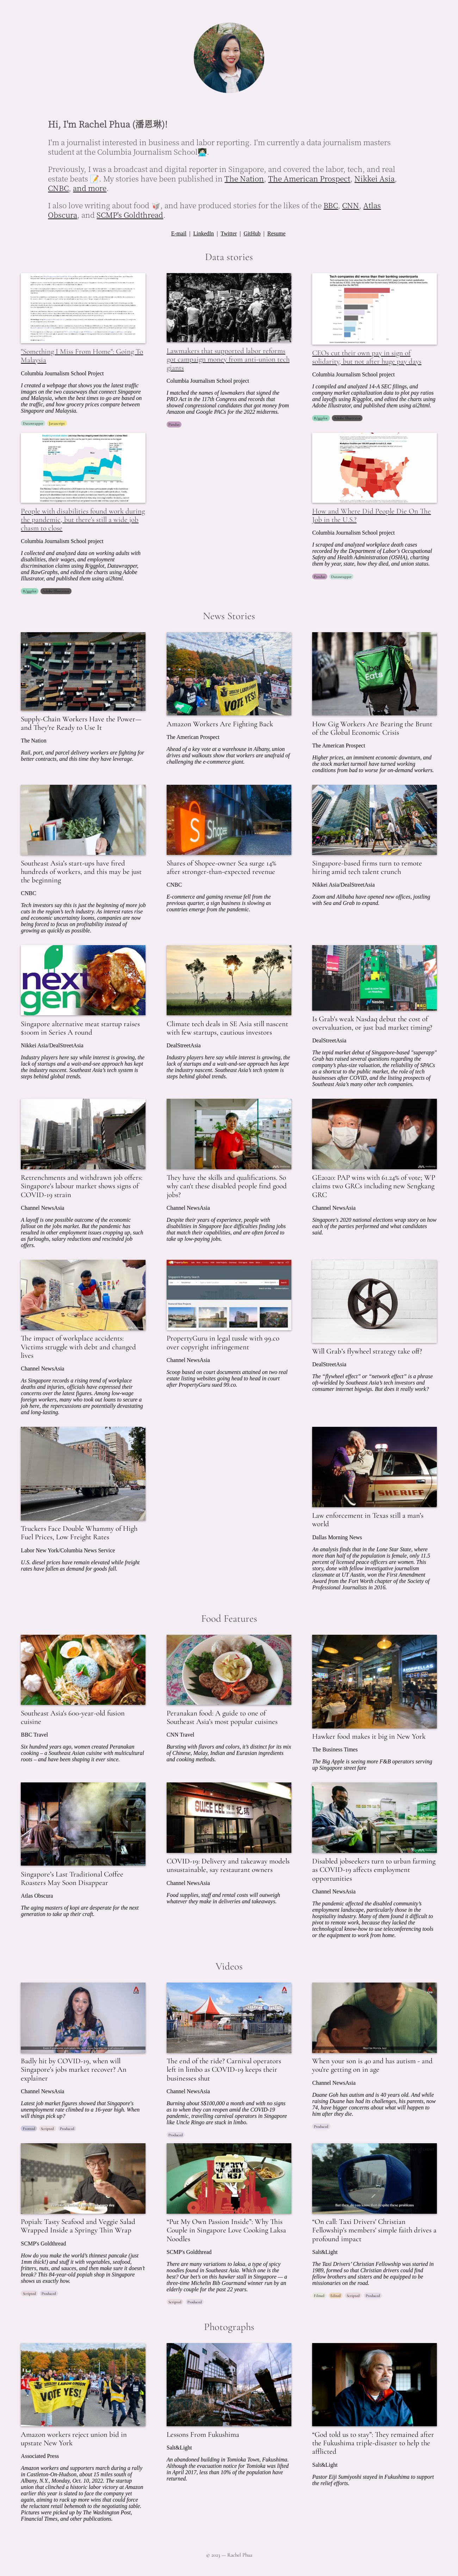 Hi, I'm Rachel Phua (潘恩琳)!
I'm a journalist interested in business and labor reporting. I'm currently a data journalism masters
student at the Columbia Journalism School
Previously, I was a broadcast and digital reporter in Singapore, and covered the labor, tech, and real
estate beats 📝. My stories have been published in The Nation, The American Prospect, Nikkei Asia,
CNBC, and more.
I also love writing about food 🥡, and have produced stories for the likes of the BBC, CNN, Atlas
Obscura, and SCMP's Goldthread.
E-mail | LinkedIn | Twitter | GitHub | Resume
Data stories
"Something I Miss From Home": Going To
Malaysia
Columbia Journalism School Project
I created a webpage that shows you the latest traffic
images on the two causeways that connect Singapore
and Malaysia, when the best time is to go are based on
the traffic, and how grocery prices compare between
Singapore and Malaysia.
Datawrapper Javascript
Lawmakers that supported labor reforms
got campaign money from anti-union tech
giants
Columbia Journalism School project
I matched the names of lawmakers that signed the
PRO Act in the 117th Congress and records that
showed congressional candidates getting money from
Amazon and Google PACs for the 2022 midterms.
Pandas
Tech companies did worse than their banking counterparts
CEOs cut their own pay in sign of
solidarity, but not after huge pay days
Columbia Journalism School project
I compiled and analyzed 14-A SEC filings, and
company market capitalization data to plot pay ratios
and layoffs using R/ggplot, and edited the charts using
Adobe Illustrator, and published them using ai2html.
R/ggplot Adobe Illustrator
People with disabilities found work during
the pandemic, but there's still a wide job
chasm to close
Columbia Journalism School project
I collected and analyzed data on working adults with
disabilities, their wages, and employment
discrimination claims using R/ggplot, Datawrapper,
and RawGraphs, and edited the charts using Adobe
Illustrator, and published them using ai2html.
R/ggplot Adobe Illustrator
How and Where Did People Die On The
Job in the U.S.?
Columbia Journalism School project
I scraped and analyzed workplace death cases
recorded by the Department of Labor's Occupational
Safety and Health Administration (OSHA), charting
them by year, state, how they died, and union status.
Pandas Datawrapper
News Stories
Supply-Chain Workers Have the Power—
and They're Ready to Use It
The Nation
Rail, port, and parcel delivery workers are fighting for
better contracts, and this time they have leverage.
VOTE YES!
Amazon Workers Are Fighting Back
The American Prospect
Ahead of a key vote at a warehouse in Albany, union
drives and walkouts show that workers are unafraid of
challenging the e-commerce giant.
Uber
Eats
How Gig Workers Are Bearing the Brunt
of the Global Economic Crisis
The American Prospect
Higher prices, an imminent economic downturn, and
the stock market turmoil have turned working
conditions from bad to worse for on-demand workers.
Southeast Asia's start-ups have fired
hundreds of workers, and this may be just
the beginning
CNBC
Tech investors say this is just the beginning of more job
cuts in the region's tech industry. As interest rates rise
and economic uncertainty looms, companies are now
being forced to focus on profitability instead of
growing as quickly as possible.
Shares of Shopee-owner Sea surge 14%
after stronger-than-expected revenue
CNBC
E-commerce and gaming revenue fell from the
previous quarter, a sign business is slowing as
countries emerge from the pandemic.
Singapore-based firms turn to remote
hiring amid tech talent crunch
Nikkei Asia/DealStreetAsia
Zoom and Alibaba have opened new offices, jostling
with Sea and Grab to expand.
next
gen
Singapore alternative meat startup raises
$100m in Series A round
Nikkei Asia/DealStreetAsia
Industry players here say while interest is growing, the
lack of startups and a wait-and-see approach has kept
the industry nascent. Southeast Asia's tech system is
steps behind global trends.
Climate tech deals in SE Asia still nascent
with few startups, cautious investors
DealStreetAsia
Industry players here say while interest is growing, the
lack of startups and a wait-and-see approach has kept
the industry nascent. Southeast Asia's tech system is
steps behind global trends.
Is Grab's weak Nasdaq debut the cost of
overvaluation, or just bad market timing?
DealStreetAsia
The tepid market debut of Singapore-based "superapp"
Grab has raised several questions regarding the
company's plus-size valuation, the reliability of SPACs
as a shortcut to the public market, the role of tech
businesses after COVID, and the listing prospects of
Southeast Asia's many other tech companies.
Retrenchments and withdrawn job offers:
Singapore's labour market shows signs of
COVID-19 strain
Channel NewsAsia
A layoff is one possible outcome of the economic
fallout on the jobs market. But the pandemic has
resulted in other employment issues cropping up, such
as furloughs, salary reductions and rescinded job
offers.
They have the skills and qualifications. So
why can't these disabled people find good
jobs?
Channel NewsAsia
Despite their years of experience, people with
disabilities in Singapore face difficulties finding jobs
that match their capabilities, and are often forced to
take up low-paying jobs.
GE2020: PAP wins with 61.24% of vote; WP
claims two GRCs including new Sengkang
GRC
Channel NewsAsia
Singapore's 2020 national elections wrap story on how
each of the parties performed and what candidates
said.
The impact of workplace accidents:
Victims struggle with debt and changed
lives
Channel NewsAsia
As Singapore records a rising trend of workplace
deaths and injuries, officials have expressed their
concerns over the latest figures. Among low-wage
foreign workers, many who took out loans to secure a
job here, the repercussions are potentially devastating
and long-lasting.
PropertyGuru in legal tussle with 99.co
over copyright infringement
Channel NewsAsia
Scoop based on court documents attained on two real
estate listing websites going head to head in court
after PropertyGuru sued 99.co.
Will Grab's flywheel strategy take off?
DealStreetAsia
The "flywheel effect" or "network effect" is a phrase
oft-wielded by Southeast Asia's tech investors and
consumer internet bigwigs. But does it really work?
Truckers Face Double Whammy of High
Fuel Prices, Low Freight Rates
Labor New York/Columbia News Service
U.S. diesel prices have remain elevated while freight
rates have fallen as demand for goods fall.
SHERIFF
Law enforcement in Texas still a man's
world
Dallas Morning News
An analysis finds that in the Lone Star State, where
more than half of the population is female, only 11.5
percent of licensed peace officers are women. This
story, done with fellow investigative journalism
classmate at UT Austin, won the First Amendment
Award from the Fort Worth chapter of the Society of
Professional Journalists in 2016.
Food Features
Southeast Asia's 600-year-old fusion
cuisine
BBC Travel
Six hundred years ago, women created Peranakan
cooking – a Southeast Asian cuisine with multicultural
roots – and have been shaping it ever since.
Peranakan food: A guide to one of
Southeast Asia's most popular cuisines
CNN Travel
Bursting with flavors and colors, it's distinct for its mix
of Chinese, Malay, Indian and Eurasian ingredients
and cooking methods.
Hawker food makes it big in New York
The Business Times
The Big Apple is seeing more F&B operators serving
up Singapore street fare
Singapore's Last Traditional Coffee
Roasters May Soon Disappear
Atlas Obscura
The aging masters of kopi are desperate for the next
generation to take up their craft.
COVID-19: Delivery and takeaway models
unsustainable, say restaurant owners
Channel NewsAsia
Food supplies, staff and rental costs will outweigh
whatever they make in deliveries and takeaways.
Disabled jobseekers turn to urban farming
as COVID-19 affects employment
opportunities
Channel NewsAsia
The pandemic affected the disabled community's
employment landscape, particularly those in the
hospitality industry. Many of them found it difficult to
pivot to remote work, because they lacked the
technological know-how to use teleconferencing tools
or the equipment to work from home.
Videos
Badly hit by COVID-19, when will
Singapore's jobs market recover? An
explainer
Channel NewsAsia
Latest job market figures showed that Singapore's
unemployment rate climbed to a 16-year high. When
will things pick up?
Scripted Produced
The end of the ride? Carnival operators
left in limbo as COVID-19 keeps their
businesses shut
Channel NewsAsia
Burning about S$100,000 a month and with no signs
as to when they can reopen amid the COVID-19
pandemic, travelling carnival operators in Singapore
like Uncle Ringo are stuck in limbo.
Produced
When your son is 40 and has autism - and
you're getting on in age
Channel NewsAsia
Duane Goh has autism and is 40 years old. And while
raising Duane has had its challenges, his parents, now
74, have bigger concerns about what will happen to
him after they die.
Produced
Popiah: Tasty Seafood and Veggie Salad
Wrapped Inside a Springy Thin Wrap
SCMP's Goldthread
How do you make the world's thinnest pancake (just
1mm thick!) and stuff it with vegetables, seafood,
fritters, nuts, and sauces, and then make sure it doesn't
break? This 84-year-old popiah shop in Singapore
shows us exactly how.
Scripted Produced
"Put My Own Passion Inside": Why This
Couple in Singapore Love Cooking Laksa
Noodles
SCMP's Goldthread
There are many variations to laksa, a type of spicy
noodles found in Southeast Asia. Which one is the
best? Our bet's on this hawker stall in Singapore — a
three-time Michelin Bib Gourmand winner run by an
elderly couple for the past 22 years.
Scripted Produced
"On call: Taxi Drivers' Christian
Fellowship's members' simple faith drives a
profound impact
Salt&Light
The Taxi Drivers' Christian Fellowship was started in
1989, formed so that Christian drivers could find
fellow brothers and sisters and be equipped to be
missionaries on the road.
Filmed Edited Scripted Produced
Photographs
VOTE YES!
Amazon workers reject union bid in
upstate New York
Associated Press
Amazon workers and supporters march during a rally
in Castleton-On-Hudson, about 15 miles south of
Albany, N.Y., Monday, Oct. 10, 2022. The startup
union that clinched a historic labor victory at Amazon
earlier this year is slated to face the company yet
again, aiming to rack up more wins that could force
the reluctant retail behemoth to the negotiating table.
Pictures were picked up by The Washington Post,
Financial Times, and other publications.
Lessons From Fukushima
Salt&Light
An abandoned building in Tomioka Town, Fukushima.
Although the evacuation notice for Tomioka was lifted
in April 2017, less than 10% of the population have
returned.
"God told us to stay": They remained after
the Fukushima triple-disaster to help the
afflicted
Salt&Light
Pastor Eiji Sumiyoshi stayed in Fukushima to support
the relief efforts.
© 2023 — Rachel Phua